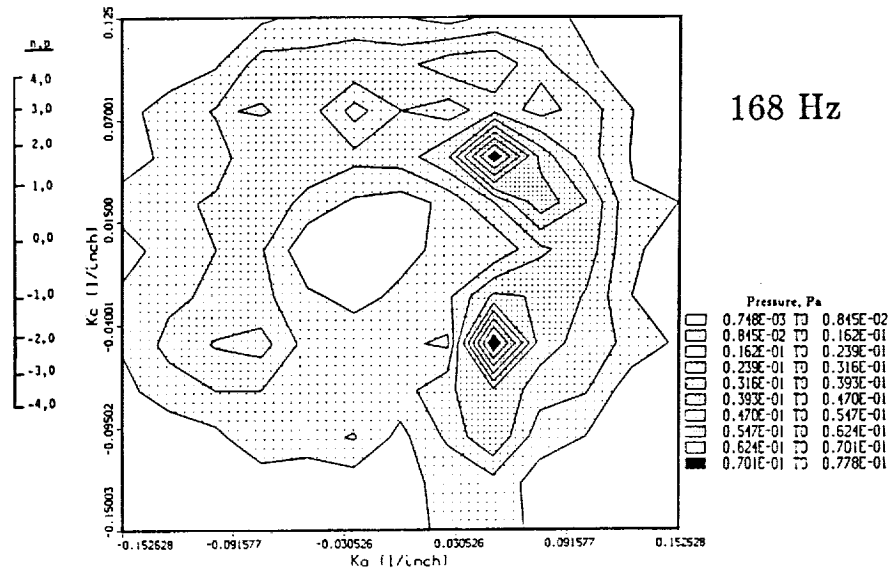 n,p
4,0
3,0
2,0
1,0
0,0
-1,0
-2,0
-3,0
-4,0
0.125
0.07001
0.01500
-0.04001
-0.09502
-0.15003
Kc [1/inch]
-0.152628 -0.091577 -0.030526 0.030526 0.091577 0.152628
Ka [1/inch]
168 Hz
Pressure, Pa
0.748E-03 TO 0.845E-02
0.845E-02 TO 0.162E-01
0.162E-01 TO 0.239E-01
0.239E-01 TO 0.316E-01
0.316E-01 TO 0.393E-01
0.393E-01 TO 0.470E-01
0.470E-01 TO 0.547E-01
0.547E-01 TO 0.624E-01
0.624E-01 TO 0.701E-01
0.701E-01 TO 0.778E-01